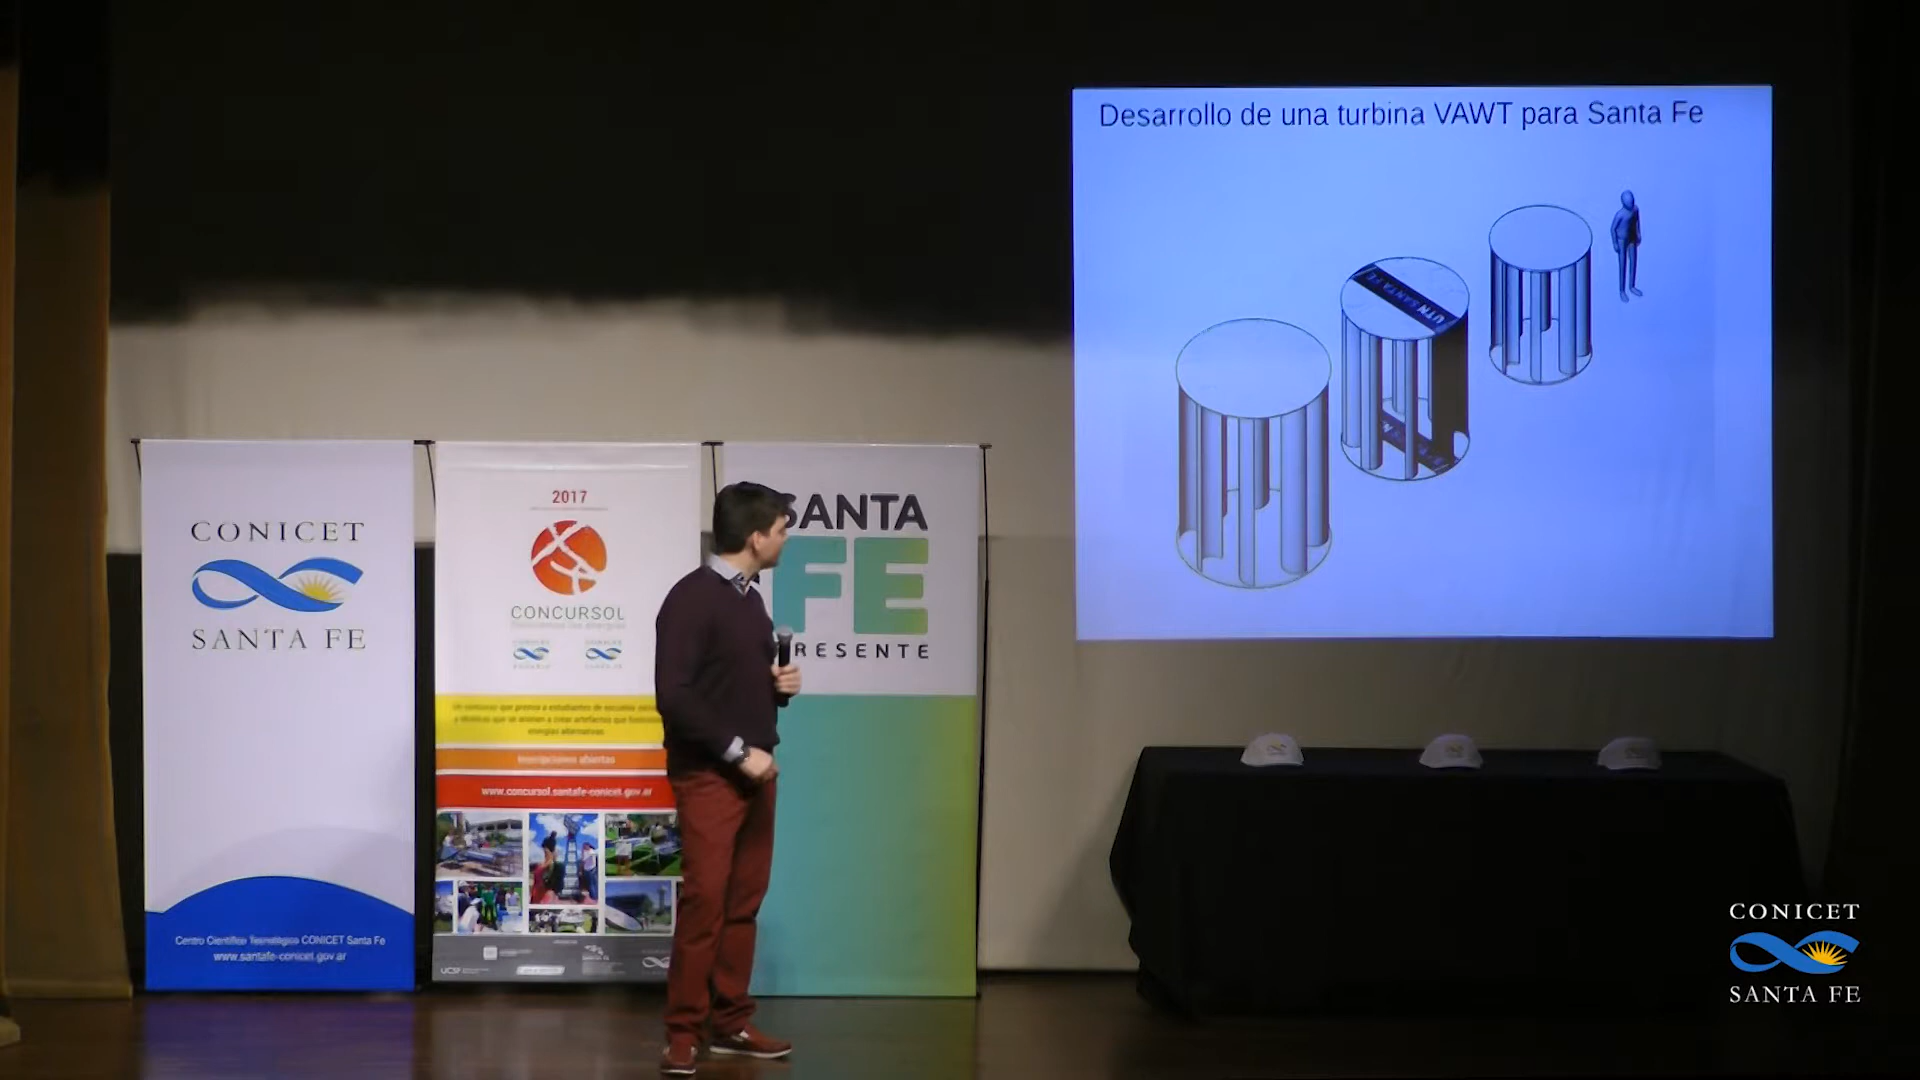 Desarrollo de una turbina VAWT para Santa Fe
UTN SANTA FE
CONICET
SANTA FE
Centro Científico Tecnológico CONICET Santa Fe
www.santafe-conicet.gov.ar
2017
CONCURSOL
Inscripciones abiertas
www.concursol.santafe-conicet.gov.ar
SANTA
FE
RESENTE
CONICET
SANTA FE